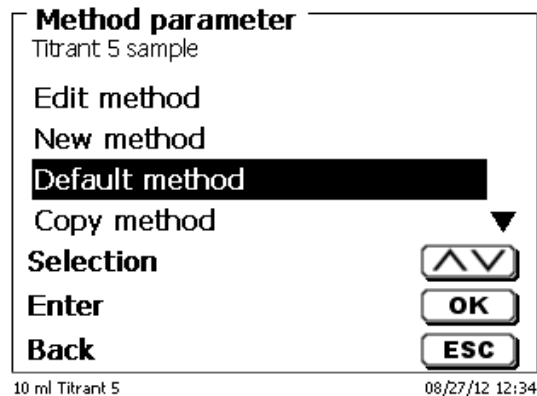 Method parameter
Titrant 5 sample
Edit method
New method
Default method
Copy method
Selection
Enter OK
Back ESC
10 ml Titrant 5 08/27/12 12:34